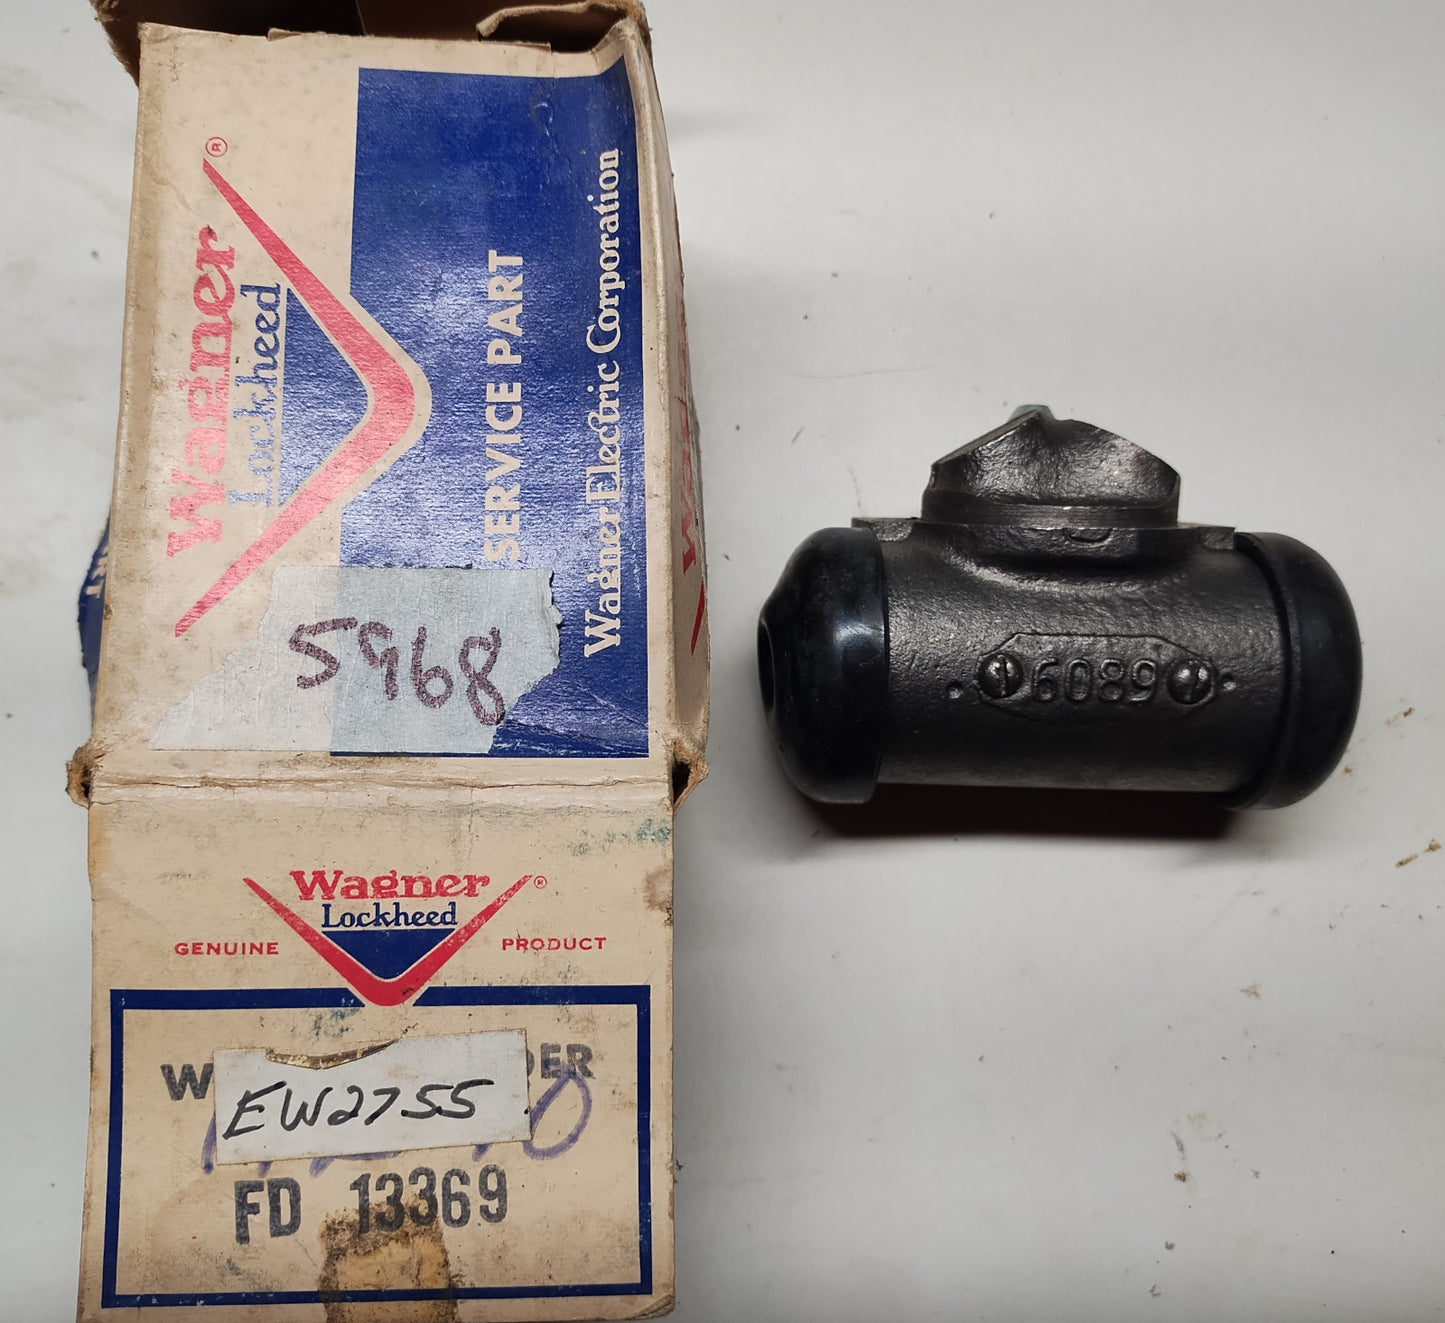 Wagner ®
Lockheed
SERVICE PART
Wagner Electric Corporation
5968
Wagner ®
Lockheed
GENUINE PRODUCT
EW2755
FD 13369
6089